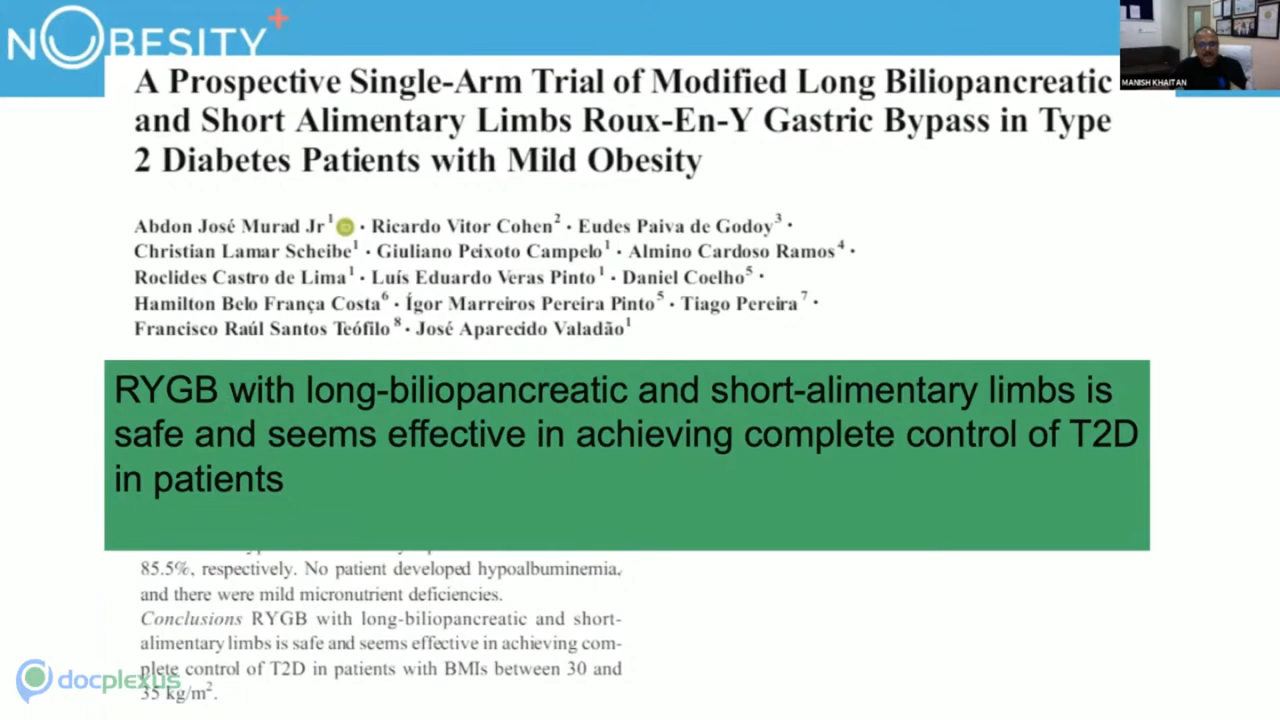 NOBESITY+
MANISH KHAITAN
A Prospective Single-Arm Trial of Modified Long Biliopancreatic
and Short Alimentary Limbs Roux-En-Y Gastric Bypass in Type
2 Diabetes Patients with Mild Obesity
Abdon José Murad Jr1 · Ricardo Vitor Cohen2 · Eudes Paiva de Godoy3 ·
Christian Lamar Scheibe1 · Giuliano Peixoto Campelo1 · Almino Cardoso Ramos4 ·
Roclides Castro de Lima1 · Luís Eduardo Veras Pinto1 · Daniel Coelho5 ·
Hamilton Belo França Costa6 · Ígor Marreiros Pereira Pinto5 · Tiago Pereira7 ·
Francisco Raúl Santos Teófilo8 · José Aparecido Valadão1
RYGB with long-biliopancreatic and short-alimentary limbs is
safe and seems effective in achieving complete control of T2D
in patients
85.5%, respectively. No patient developed hypoalbuminemia,
and there were mild micronutrient deficiencies.
Conclusions RYGB with long-biliopancreatic and short-
alimentary limbs is safe and seems effective in achieving com-
plete control of T2D in patients with BMIs between 30 and
35 kg/m2.
docplexus